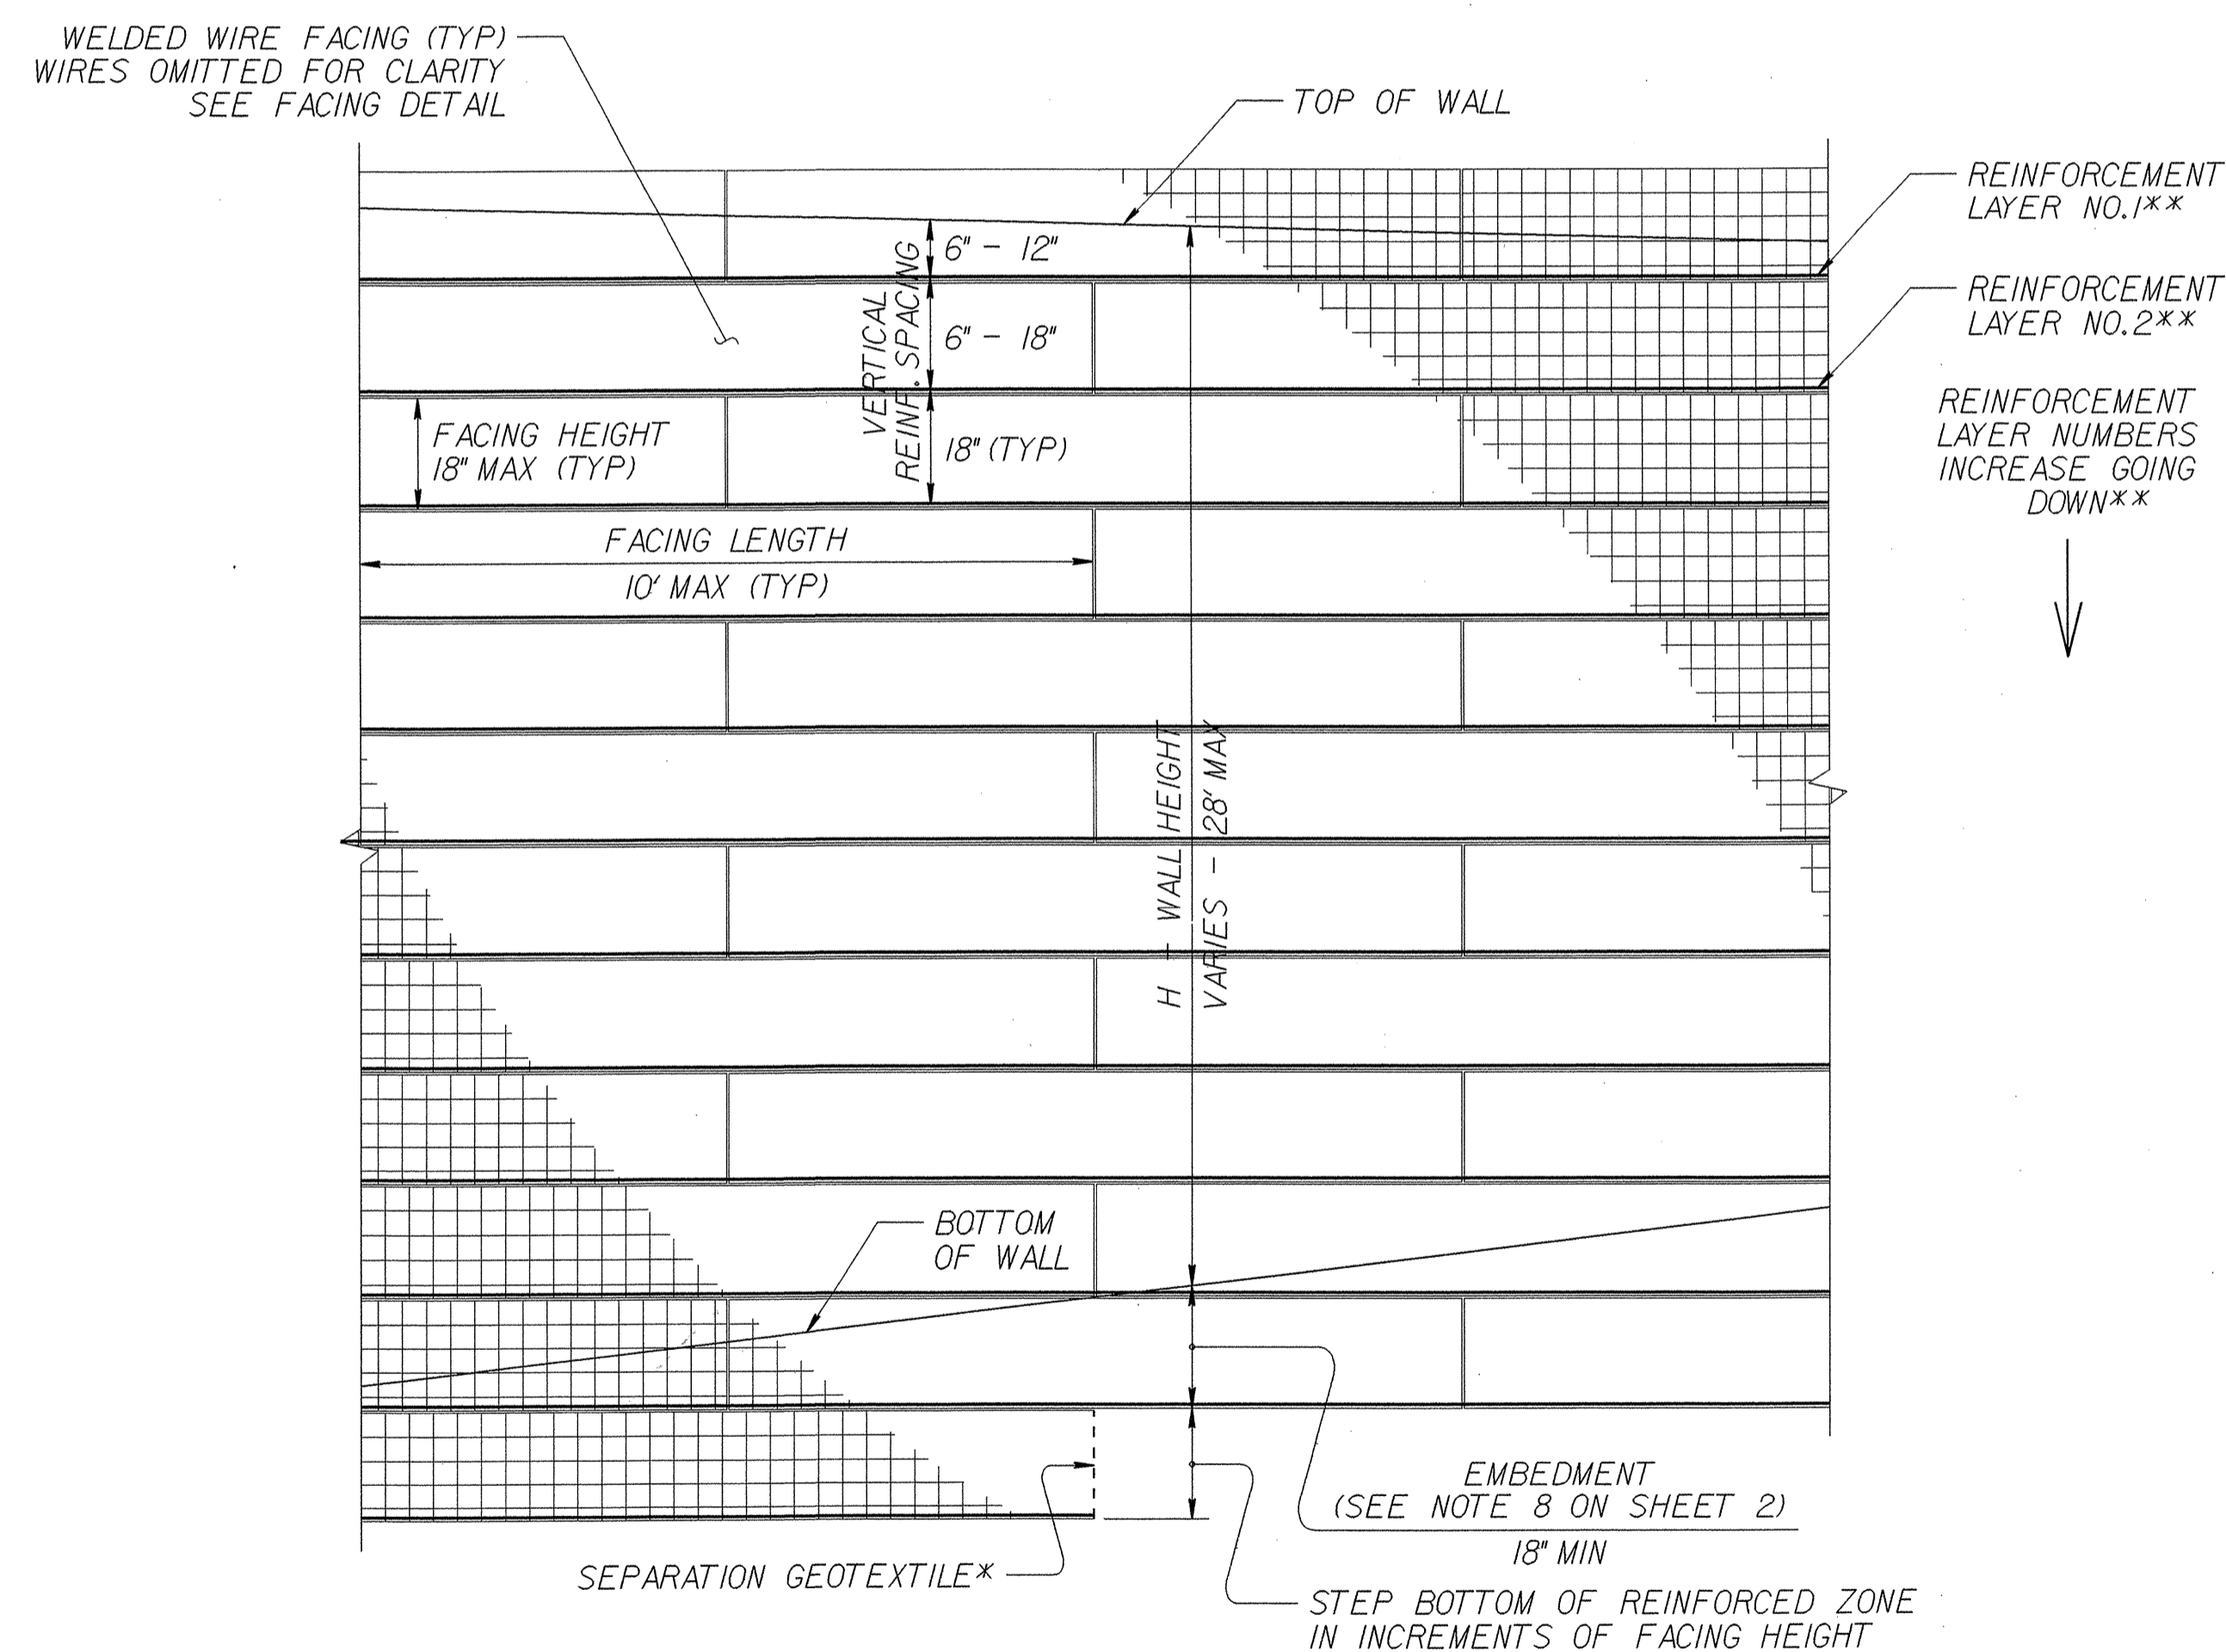 WELDED WIRE FACING (TYP)
WIRES OMITTED FOR CLARITY
SEE FACING DETAIL
TOP OF WALL
REINFORCEMENT
LAYER NO.1**
6" - 12"
VERTICAL
REINF. SPACING
6" - 18"
REINFORCEMENT
LAYER NO.2**
FACING HEIGHT
18" MAX (TYP)
18" (TYP)
REINFORCEMENT
LAYER NUMBERS
INCREASE GOING
DOWN**
FACING LENGTH
10' MAX (TYP)
H - WALL HEIGHT
VARIES - 28' MAX
BOTTOM
OF WALL
EMBEDMENT
(SEE NOTE 8 ON SHEET 2)
18" MIN
SEPARATION GEOTEXTILE*
STEP BOTTOM OF REINFORCED ZONE
IN INCREMENTS OF FACING HEIGHT